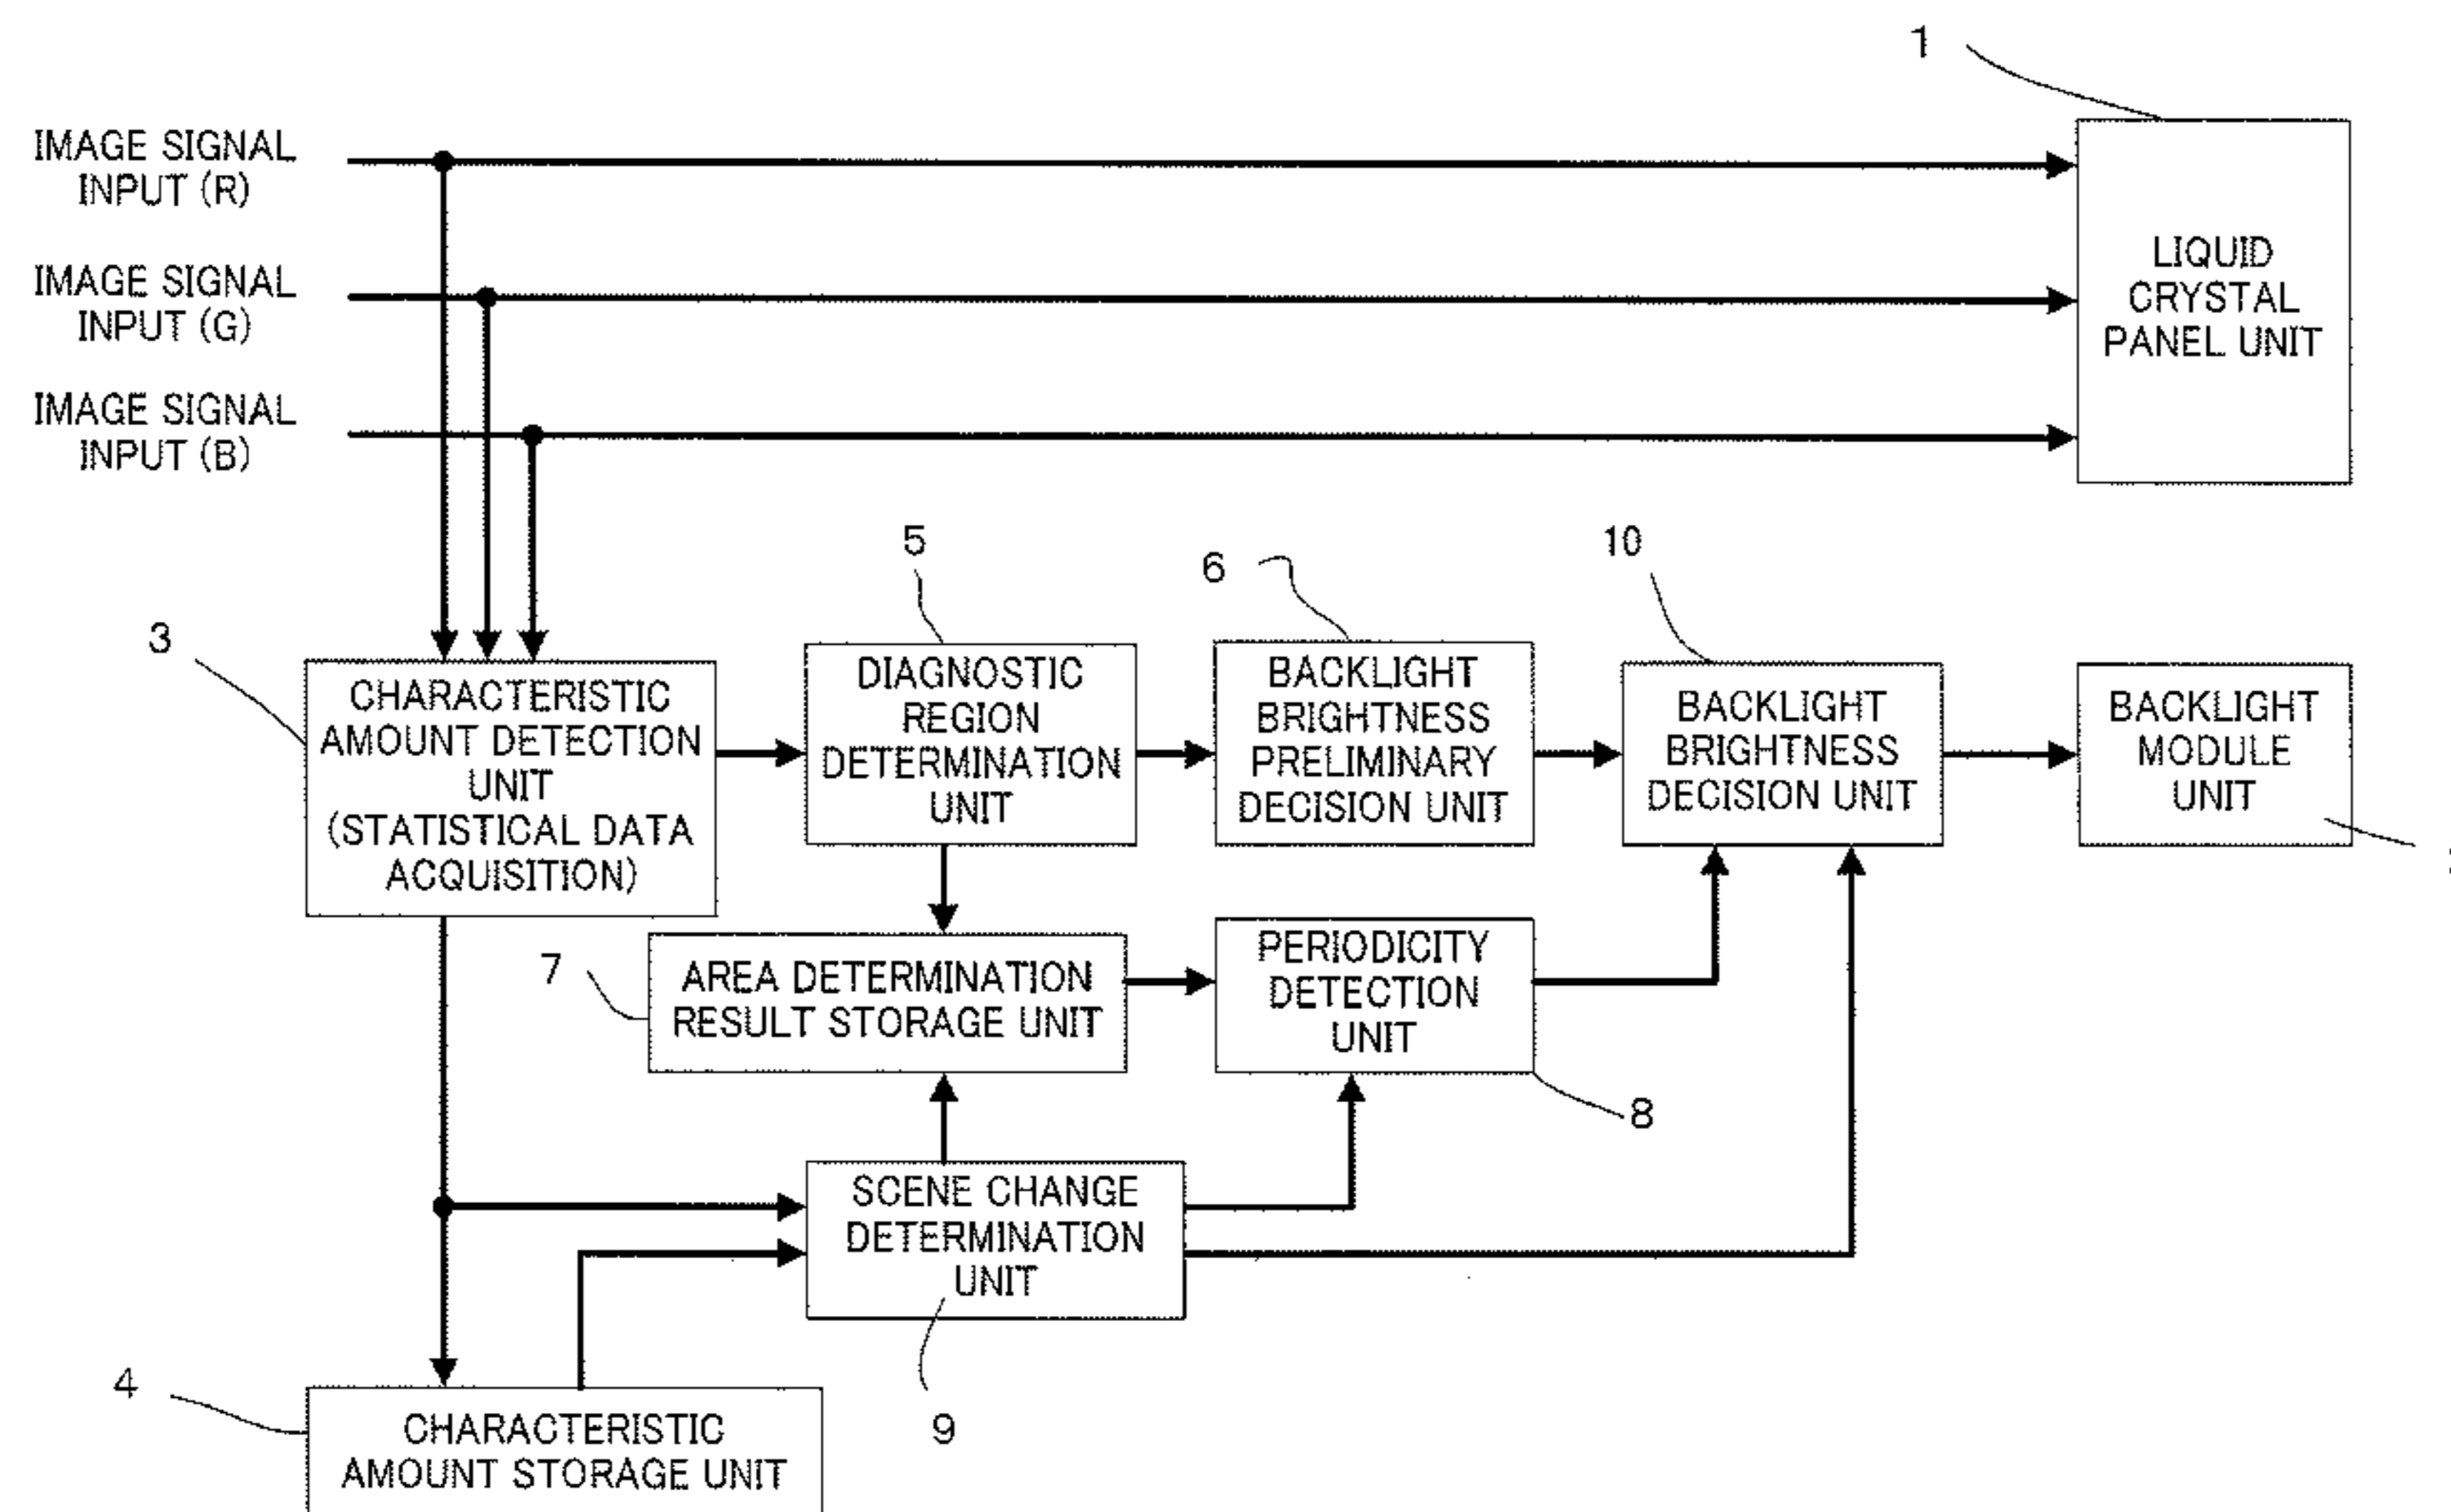 1
IMAGE SIGNAL
INPUT (R)
IMAGE SIGNAL
INPUT (G)
IMAGE SIGNAL
INPUT (B)
LIQUID
CRYSTAL
PANEL UNIT
3
CHARACTERISTIC
AMOUNT DETECTION
UNIT
(STATISTICAL DATA
ACQUISITION)
5
DIAGNOSTIC
REGION
DETERMINATION
UNIT
6
BACKLIGHT
BRIGHTNESS
PRELIMINARY
DECISION UNIT
10
BACKLIGHT
BRIGHTNESS
DECISION UNIT
BACKLIGHT
MODULE
UNIT
7
AREA DETERMINATION
RESULT STORAGE UNIT
PERIODICITY
DETECTION
UNIT
8
SCENE CHANGE
DETERMINATION
UNIT
9
4
CHARACTERISTIC
AMOUNT STORAGE UNIT